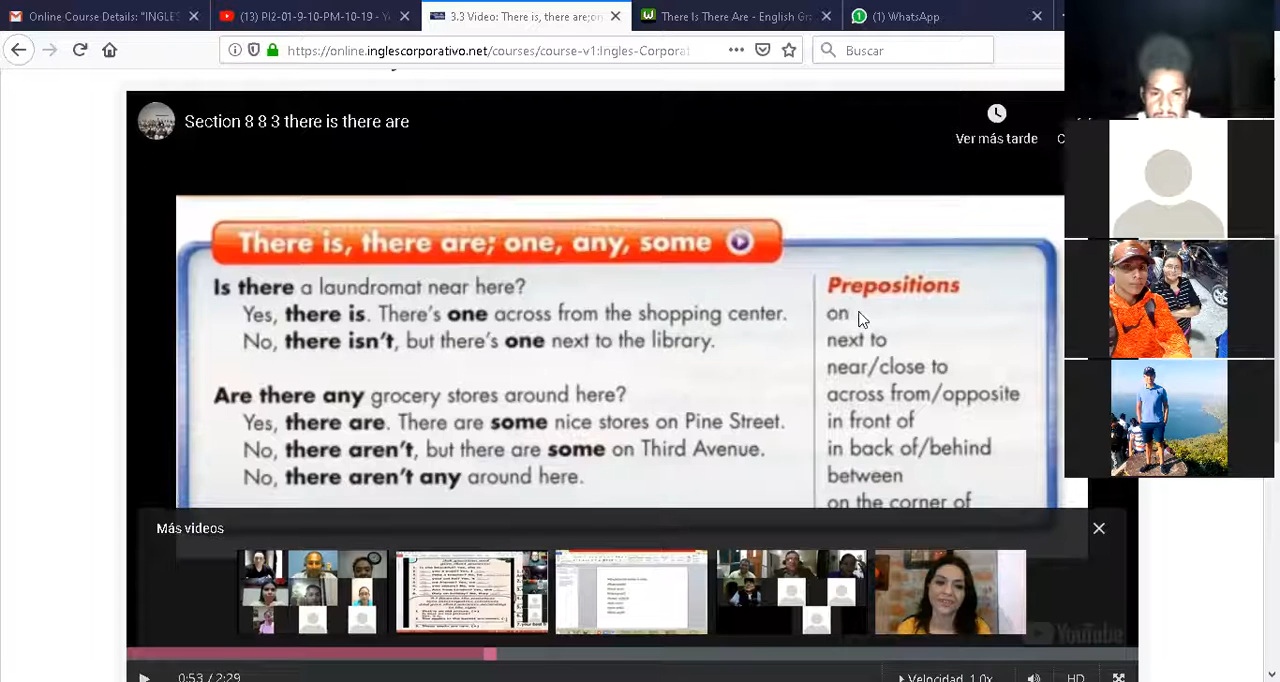 Online Course Details: "INGLES
(13) PI2-01-9-10-PM-10-19 - Y
3.3 Video: There is, there are;on
There Is There Are - English Gr
(1) WhatsApp
https://online.inglescorporativo.net/courses/course-v1:Ingles-Corporat
Buscar
Section 8 8 3 there is there are
Ver más tarde
There is, there are; one, any, some
Is there a laundromat near here?
Yes, there is. There's one across from the shopping center.
No, there isn't, but there's one next to the library.
Are there any grocery stores around here?
Yes, there are. There are some nice stores on Pine Street.
No, there aren't, but there are some on Third Avenue.
No, there aren't any around here.
Prepositions
on
next to
near/close to
across from/opposite
in front of
in back of/behind
between
on the corner of
Más videos
YouTube
0:53 / 2:29
Velocidad 1.0x
HD